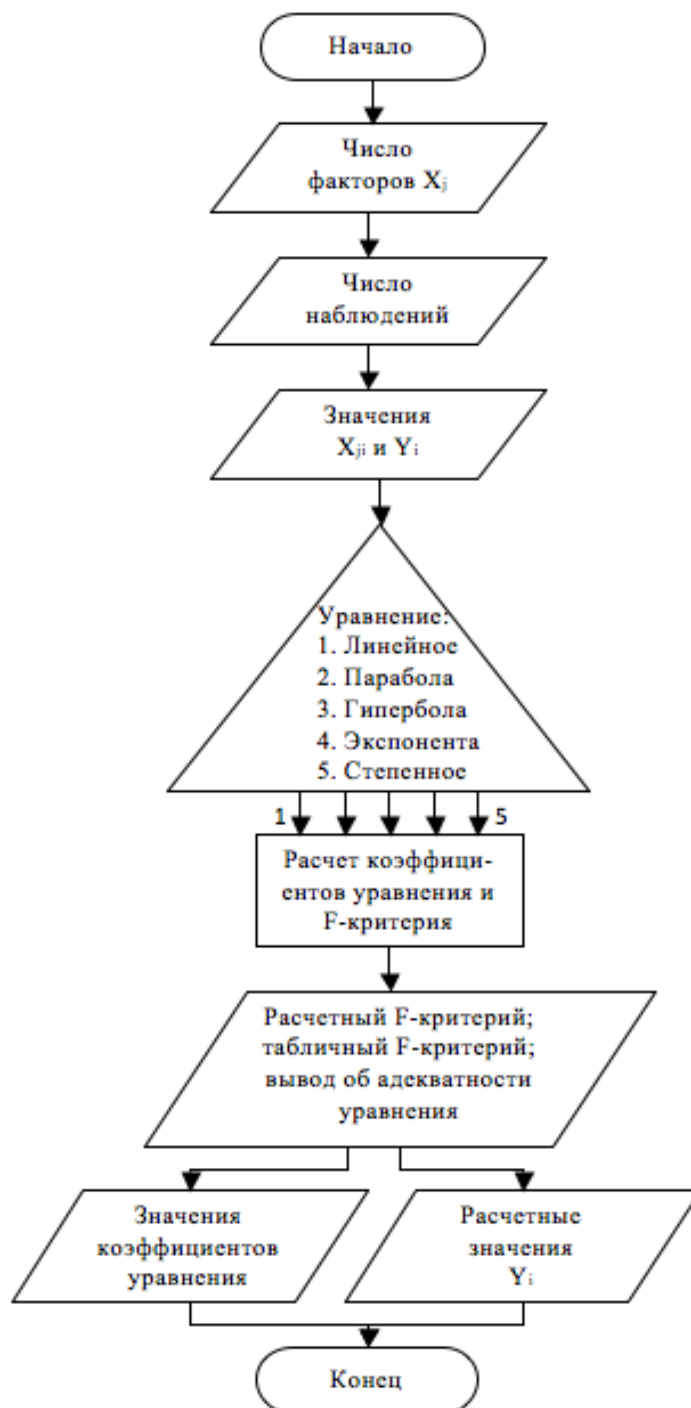 Начало
Число
факторов Xj
Число
наблюдений
Значения
Xji и Yi
Уравнение:
1. Линейное
2. Парабола
3. Гипербола
4. Экспонента
5. Степенное
1 5
Расчет коэффици-
ентов уравнения и
F-критерия
Расчетный F-критерий;
табличный F-критерий;
вывод об адекватности
уравнения
Значения
коэффициентов
уравнения
Расчетные
значения
Yi
Конец